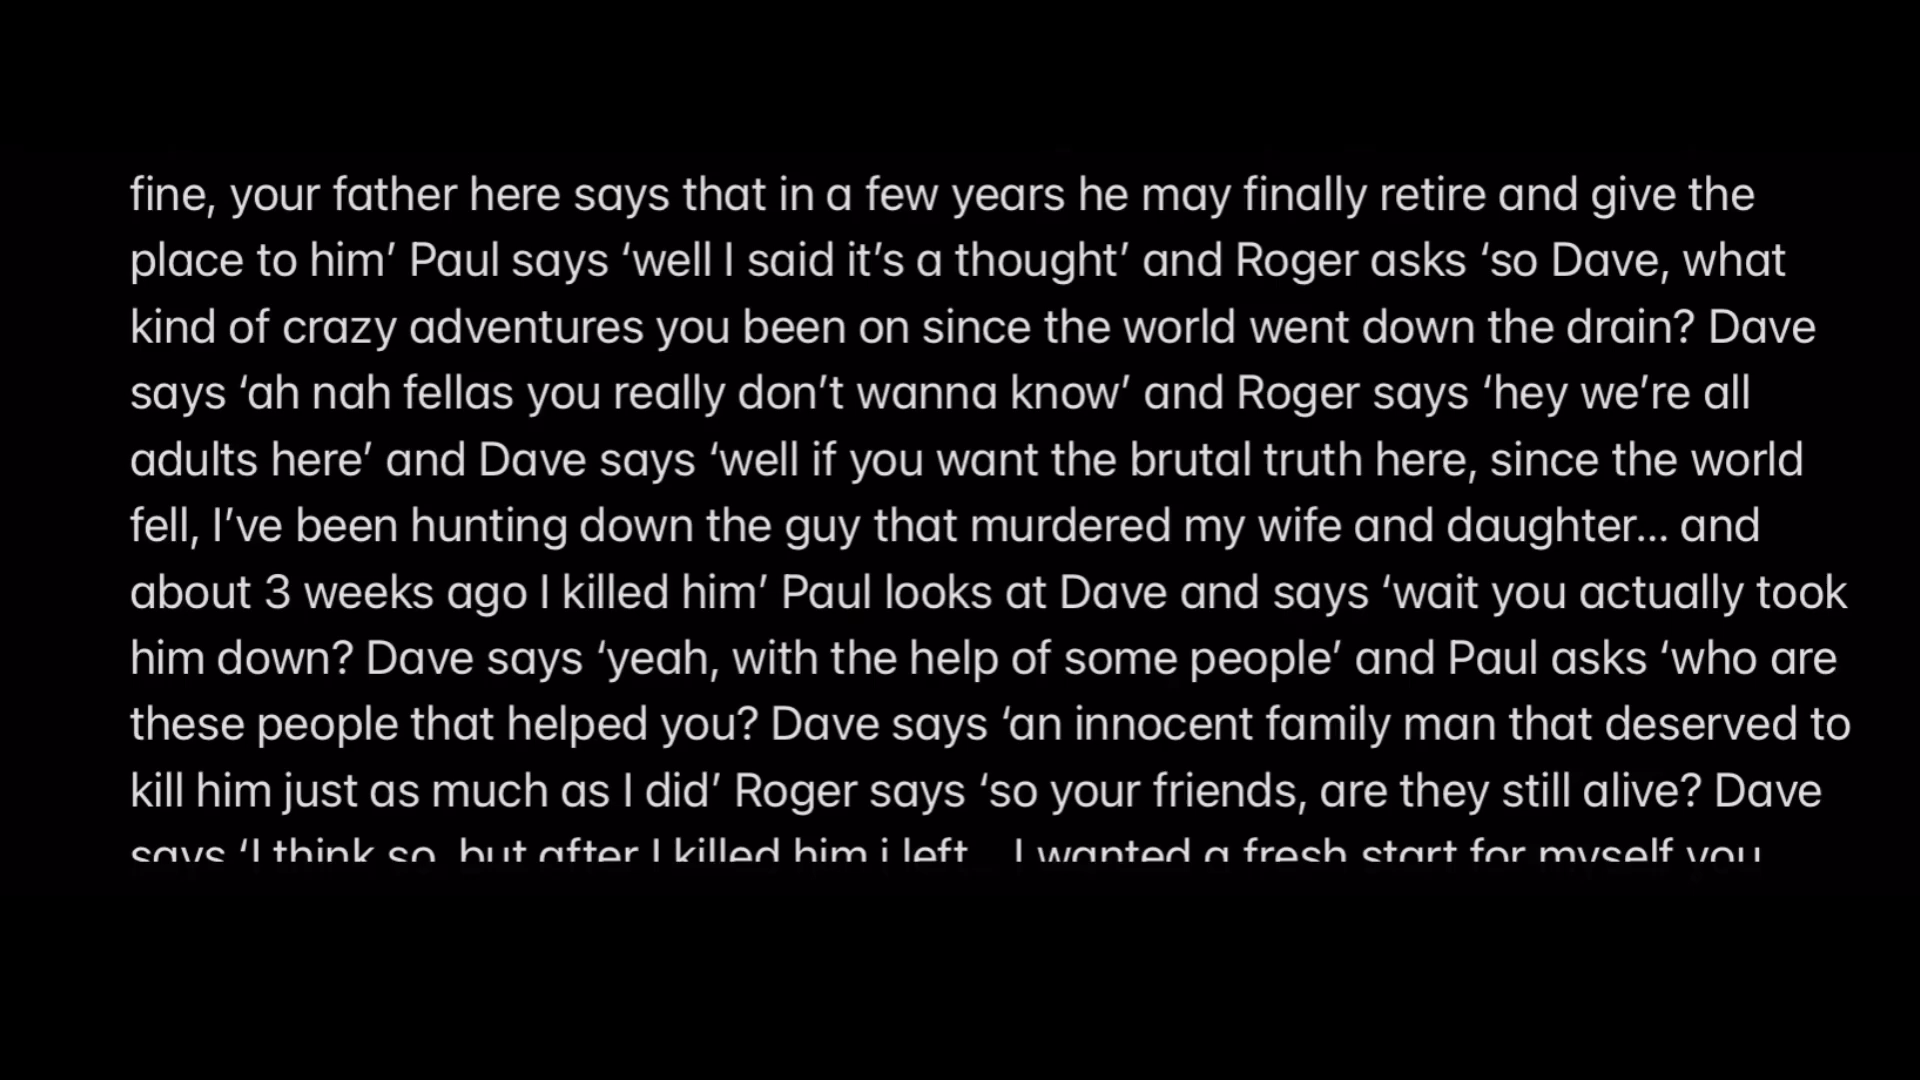 fine, your father here says that in a few years he may finally retire and give the
place to him’ Paul says ‘well I said it’s a thought’ and Roger asks ‘so Dave, what
kind of crazy adventures you been on since the world went down the drain? Dave
says ‘ah nah fellas you really don’t wanna know’ and Roger says ‘hey we’re all
adults here’ and Dave says ‘well if you want the brutal truth here, since the world
fell, I’ve been hunting down the guy that murdered my wife and daughter... and
about 3 weeks ago I killed him’ Paul looks at Dave and says ‘wait you actually took
him down? Dave says ‘yeah, with the help of some people’ and Paul asks ‘who are
these people that helped you? Dave says ‘an innocent family man that deserved to
kill him just as much as I did’ Roger says ‘so your friends, are they still alive? Dave
says ‘I think so, but after I killed him i left... I wanted a fresh start for myself you